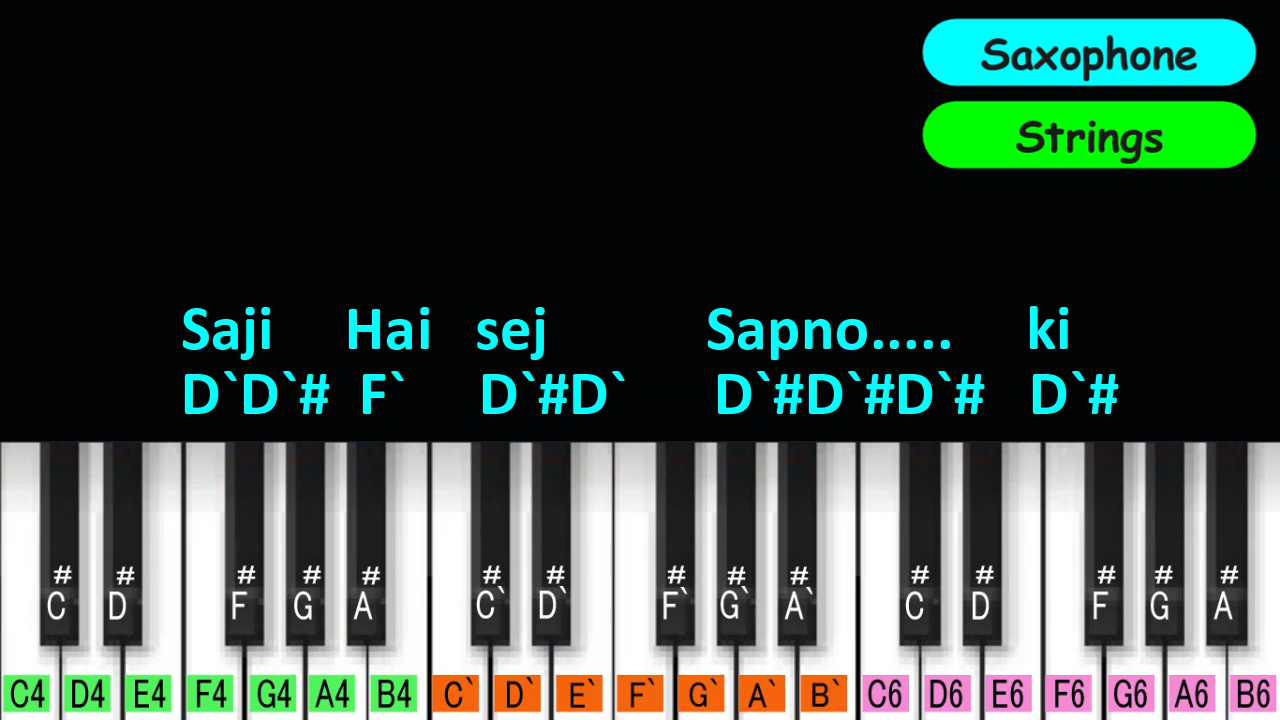 Saxophone
Strings
Saji Hai sej Sapno..... ki
D`D`# F` D`#D` D`#D`#D`# D`#
# # # # # # # # # # # # # # #
C D F G A C` D` F` G` A` C D F G A
C4 D4 E4 F4 G4 A4 B4 C` D` E` F` G` A` B` C6 D6 E6 F6 G6 A6 B6